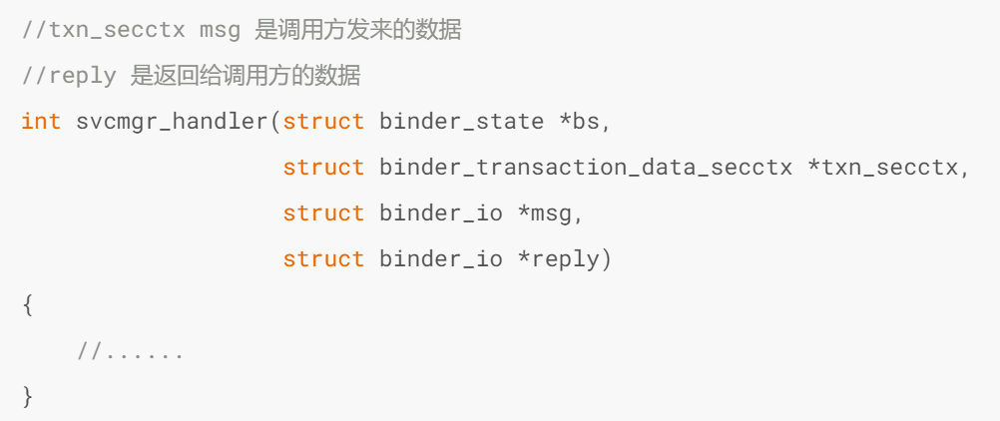 //txn_secctx msg 是调用方发来的数据
//reply 是返回给调用方的数据
int svcmgr_handler(struct binder_state *bs,
                   struct binder_transaction_data_secctx *txn_secctx,
                   struct binder_io *msg,
                   struct binder_io *reply)
{
    //......
}